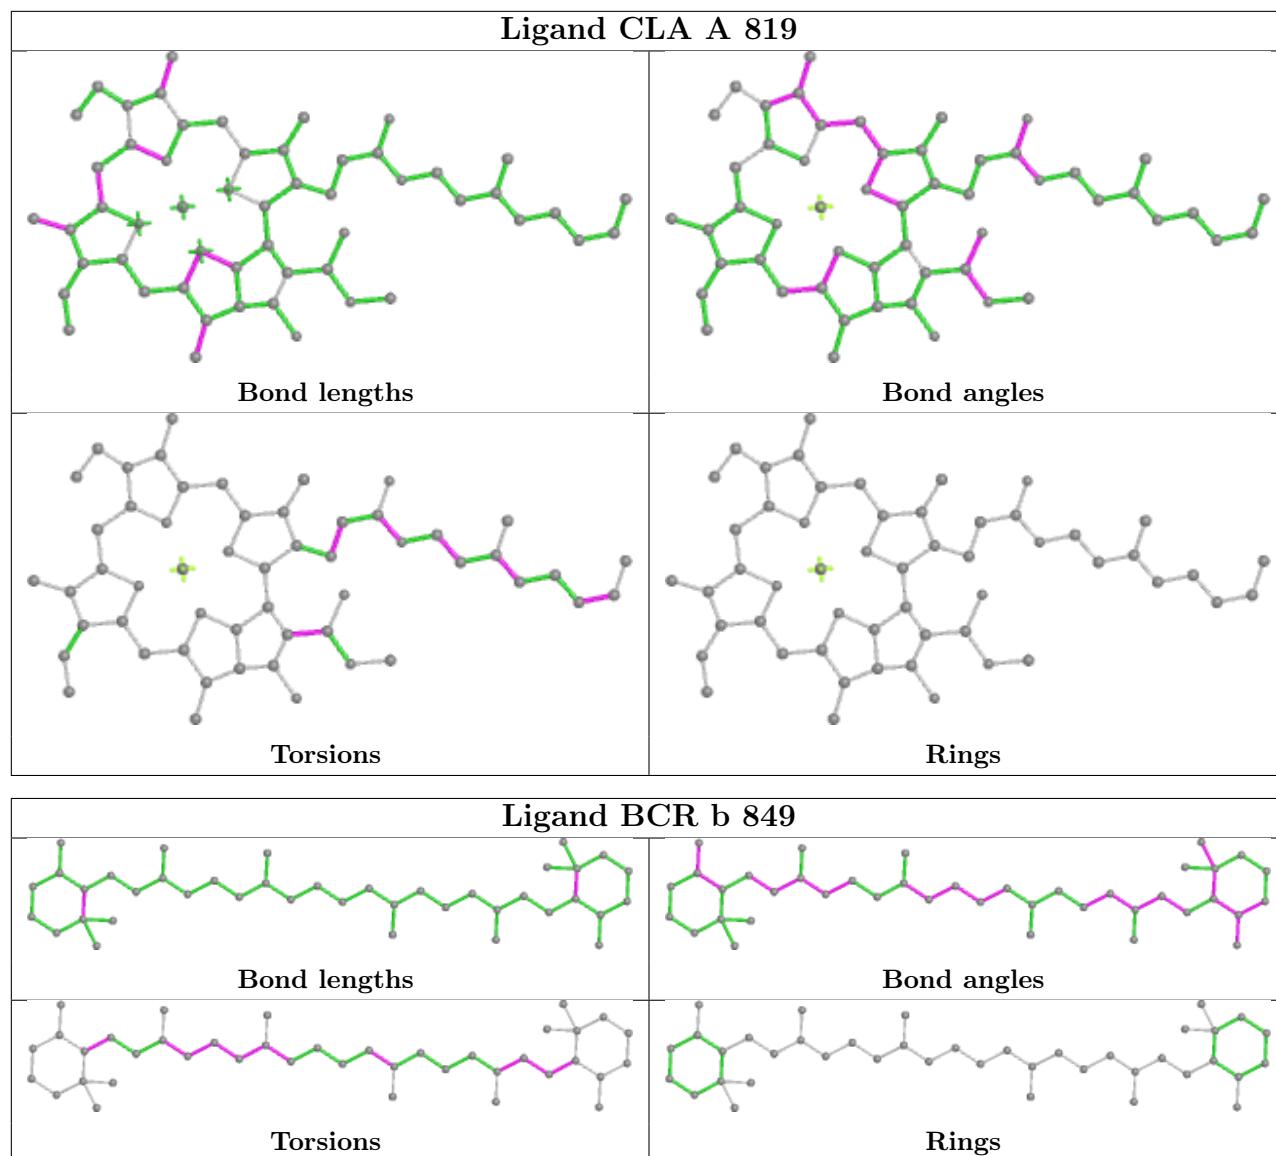 Ligand CLA A 819
Bond lengths
Bond angles
Torsions
Rings
Ligand BCR b 849
Bond lengths
Bond angles
Torsions
Rings